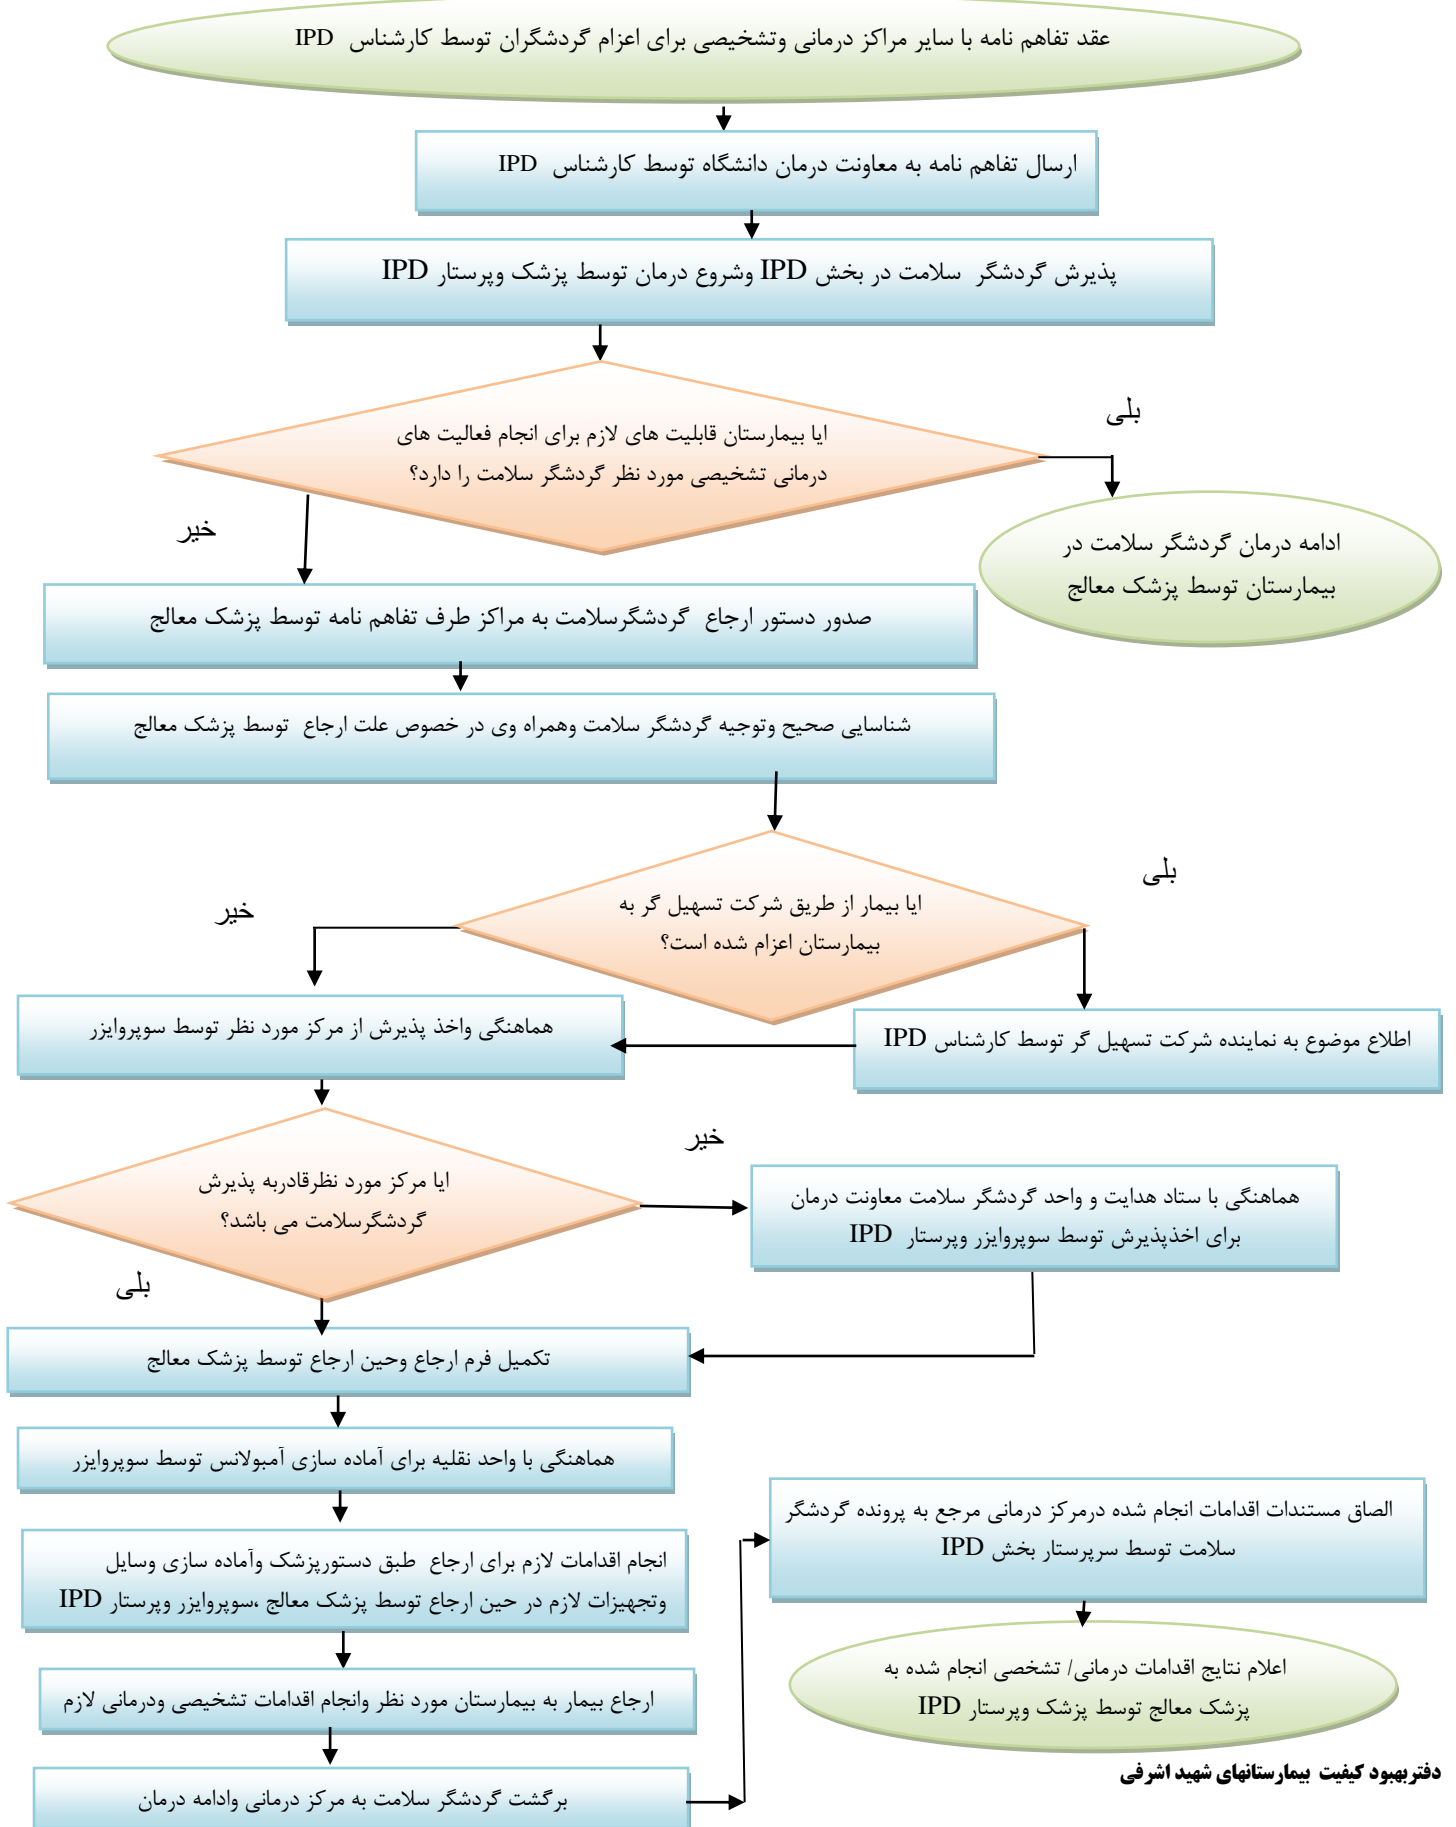 عقد تفاهم نامه با سایر مراکز درمانی وتشخیصی برای اعزام گردشگران توسط کارشناس IPD
ارسال تفاهم نامه به معاونت درمان دانشگاه توسط کارشناس IPD
پذیرش گردشگر سلامت در بخش IPD وشروع درمان توسط پزشک وپرستار IPD
ایا بیمارستان قابلیت های لازم برای انجام فعالیت های
درمانی تشخیصی مورد نظر گردشگر سلامت را دارد؟
بلی
خیر
ادامه درمان گردشگر سلامت در
بیمارستان توسط پزشک معالج
صدور دستور ارجاع گردشگرسلامت به مراکز طرف تفاهم نامه توسط پزشک معالج
شناسایی صحیح وتوجیه گردشگر سلامت وهمراه وی در خصوص علت ارجاع توسط پزشک معالج
ایا بیمار از طریق شرکت تسهیل گر به
بیمارستان اعزام شده است؟
بلی
خیر
اطلاع موضوع به نماینده شرکت تسهیل گر توسط کارشناس IPD
هماهنگی واخذ پذیرش از مرکز مورد نظر توسط سوپروایزر
ایا مرکز مورد نظرقادربه پذیرش
گردشگرسلامت می باشد؟
خیر
بلی
هماهنگی با ستاد هدایت و واحد گردشگر سلامت معاونت درمان
برای اخذپذیرش توسط سوپروایزر وپرستار IPD
تکمیل فرم ارجاع وحین ارجاع توسط پزشک معالج
هماهنگی با واحد نقلیه برای آماده سازی آمبولانس توسط سوپروایزر
انجام اقدامات لازم برای ارجاع طبق دستورپزشک وآماده سازی وسایل
وتجهیزات لازم در حین ارجاع توسط پزشک معالج ،سوپروایزر وپرستار IPD
ارجاع بیمار به بیمارستان مورد نظر وانجام اقدامات تشخیصی ودرمانی لازم
برگشت گردشگر سلامت به مرکز درمانی وادامه درمان
الصاق مستندات اقدامات انجام شده درمرکز درمانی مرجع به پرونده گردشگر
سلامت توسط سرپرستار بخش IPD
اعلام نتایج اقدامات درمانی/ تشخصی انجام شده به
پزشک معالج توسط پزشک وپرستار IPD
دفتربهبود کیفیت بیمارستانهای شهید اشرفی